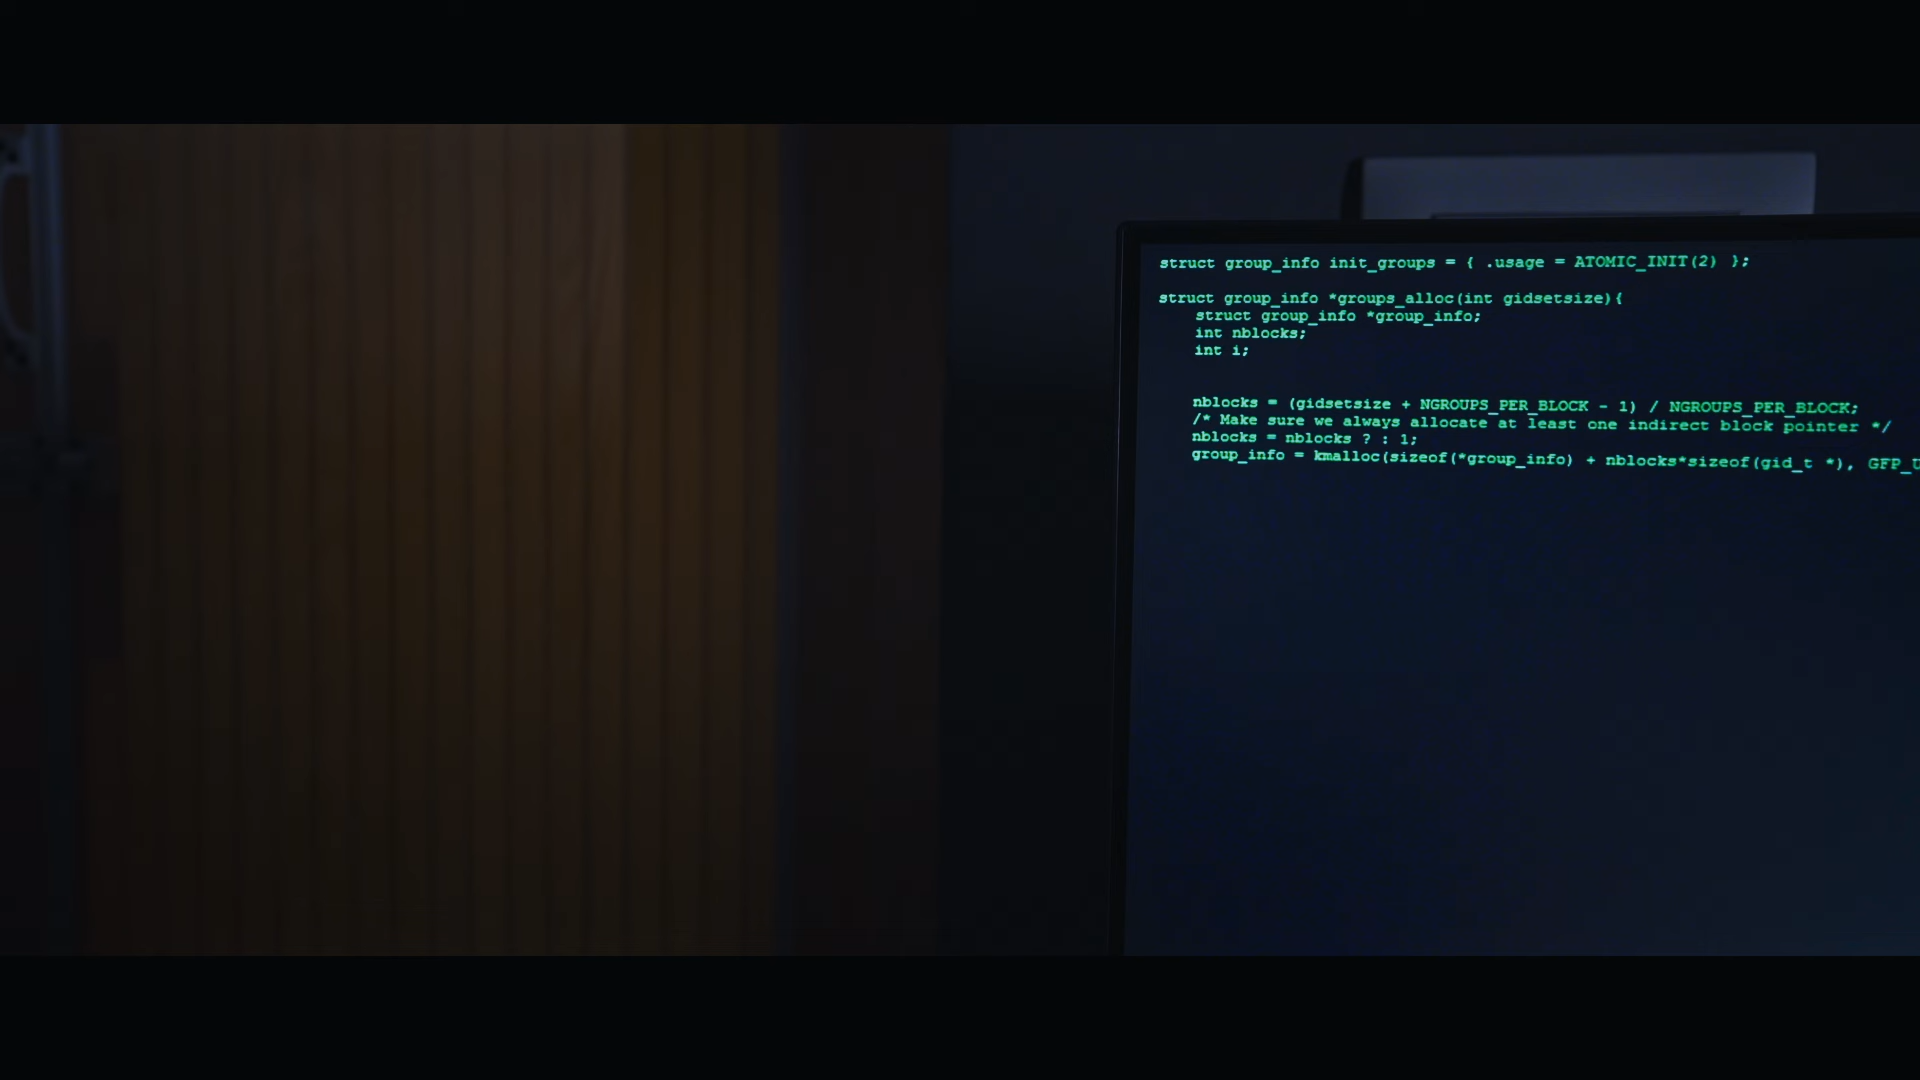 struct group_info init_groups = { .usage = ATOMIC_INIT(2) };
struct group_info *groups_alloc(int gidsetsize){
struct group_info *group_info;
int nblocks;
int i;
nblocks = (gidsetsize + NGROUPS_PER_BLOCK - 1) / NGROUPS_PER_BLOCK;
/* Make sure we always allocate at least one indirect block pointer */
nblocks = nblocks ? : 1;
group_info = kmalloc(sizeof(*group_info) + nblocks*sizeof(gid_t *), GFP_U